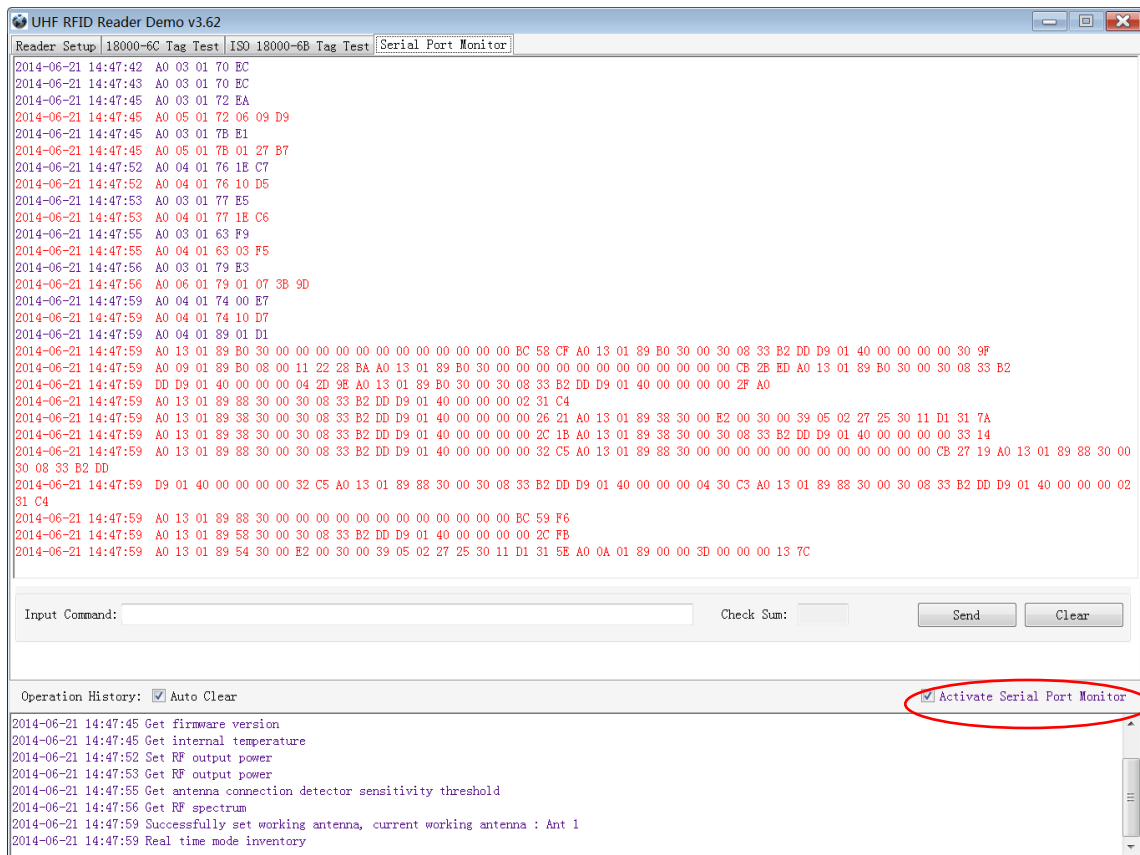 UHF RFID Reader Demo v3.62
Reader Setup 18000-6C Tag Test ISO 18000-6B Tag Test Serial Port Monitor
2014-06-21 14:47:42 A0 03 01 70 EC
2014-06-21 14:47:43 A0 03 01 70 EC
2014-06-21 14:47:45 A0 03 01 72 EA
2014-06-21 14:47:45 A0 05 01 72 06 09 D9
2014-06-21 14:47:45 A0 03 01 7B E1
2014-06-21 14:47:45 A0 05 01 7B 01 27 B7
2014-06-21 14:47:52 A0 04 01 76 1E C7
2014-06-21 14:47:52 A0 04 01 76 10 D5
2014-06-21 14:47:53 A0 03 01 77 E5
2014-06-21 14:47:53 A0 04 01 77 1E C6
2014-06-21 14:47:55 A0 03 01 63 F9
2014-06-21 14:47:55 A0 04 01 63 03 F5
2014-06-21 14:47:56 A0 03 01 79 E3
2014-06-21 14:47:56 A0 06 01 79 01 07 3B 9D
2014-06-21 14:47:59 A0 04 01 74 00 E7
2014-06-21 14:47:59 A0 04 01 74 10 D7
2014-06-21 14:47:59 A0 04 01 89 01 D1
2014-06-21 14:47:59 A0 13 01 89 B0 30 00 00 00 00 00 00 00 00 00 00 00 BC 58 CF A0 13 01 89 B0 30 00 30 08 33 B2 DD D9 01 40 00 00 00 00 30 9F
2014-06-21 14:47:59 A0 09 01 89 B0 08 00 11 22 28 BA A0 13 01 89 B0 30 00 00 00 00 00 00 00 00 00 00 00 CB 2B ED A0 13 01 89 B0 30 00 30 08 33 B2
2014-06-21 14:47:59 DD D9 01 40 00 00 00 04 2D 9E A0 13 01 89 B0 30 00 30 08 33 B2 DD D9 01 40 00 00 00 00 2F A0
2014-06-21 14:47:59 A0 13 01 89 88 30 00 30 08 33 B2 DD D9 01 40 00 00 00 02 31 C4
2014-06-21 14:47:59 A0 13 01 89 38 30 00 30 08 33 B2 DD D9 01 40 00 00 00 00 26 21 A0 13 01 89 38 30 00 E2 00 30 00 39 05 02 27 25 30 11 D1 31 7A
2014-06-21 14:47:59 A0 13 01 89 38 30 00 30 08 33 B2 DD D9 01 40 00 00 00 00 2C 1B A0 13 01 89 38 30 00 30 08 33 B2 DD D9 01 40 00 00 00 00 33 14
2014-06-21 14:47:59 A0 13 01 89 88 30 00 30 08 33 B2 DD D9 01 40 00 00 00 00 32 C5 A0 13 01 89 88 30 00 00 00 00 00 00 00 00 00 00 00 00 CB 27 19 A0 13 01 89 88 30 00
30 08 33 B2 DD
2014-06-21 14:47:59 D9 01 40 00 00 00 00 32 C5 A0 13 01 89 88 30 00 30 08 33 B2 DD D9 01 40 00 00 00 04 30 C3 A0 13 01 89 88 30 00 30 08 33 B2 DD D9 01 40 00 00 00 02
31 C4
2014-06-21 14:47:59 A0 13 01 89 88 30 00 00 00 00 00 00 00 00 00 00 00 BC 59 F6
2014-06-21 14:47:59 A0 13 01 89 58 30 00 30 08 33 B2 DD D9 01 40 00 00 00 00 2C FB
2014-06-21 14:47:59 A0 13 01 89 54 30 00 E2 00 30 00 39 05 02 27 25 30 11 D1 31 5E A0 0A 01 89 00 00 3D 00 00 00 13 7C
Input Command: Check Sum: Send Clear
Operation History: Auto Clear Activate Serial Port Monitor
2014-06-21 14:47:45 Get firmware version
2014-06-21 14:47:45 Get internal temperature
2014-06-21 14:47:52 Set RF output power
2014-06-21 14:47:53 Get RF output power
2014-06-21 14:47:55 Get antenna connection detector sensitivity threshold
2014-06-21 14:47:56 Get RF spectrum
2014-06-21 14:47:59 Successfully set working antenna, current working antenna : Ant 1
2014-06-21 14:47:59 Real time mode inventory